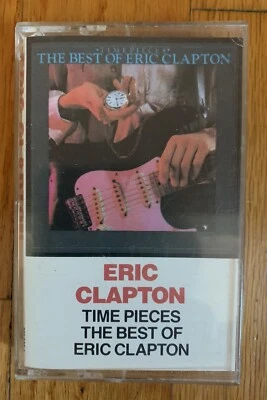 TIME PIECES
THE BEST OF ERIC CLAPTON
ERIC
CLAPTON
TIME PIECES
THE BEST OF
ERIC CLAPTON